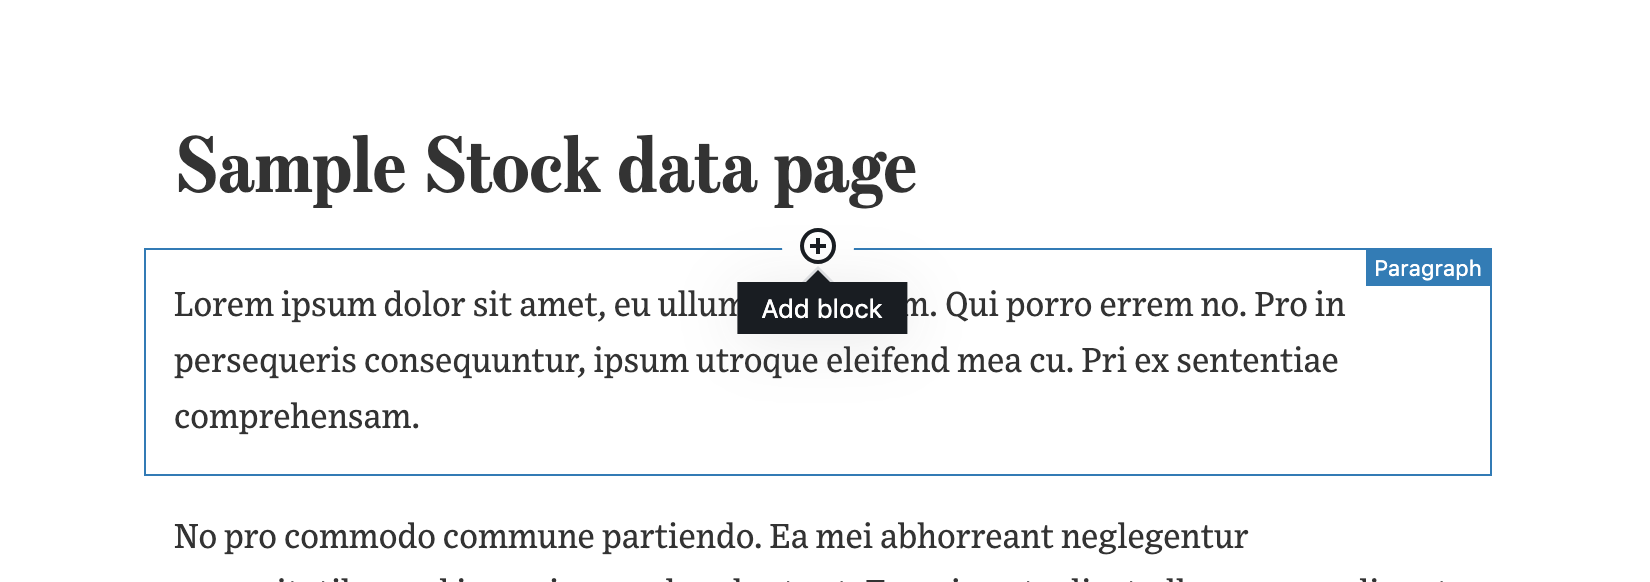 Sample Stock data page
Paragraph
Lorem ipsum dolor sit amet, eu ullum m. Qui porro errem no. Pro in
Add block
persequeris consequuntur, ipsum utroque eleifend mea cu. Pri ex sententiae
comprehensam.
No pro commodo commune partiendo. Ea mei abhorreant neglegentur